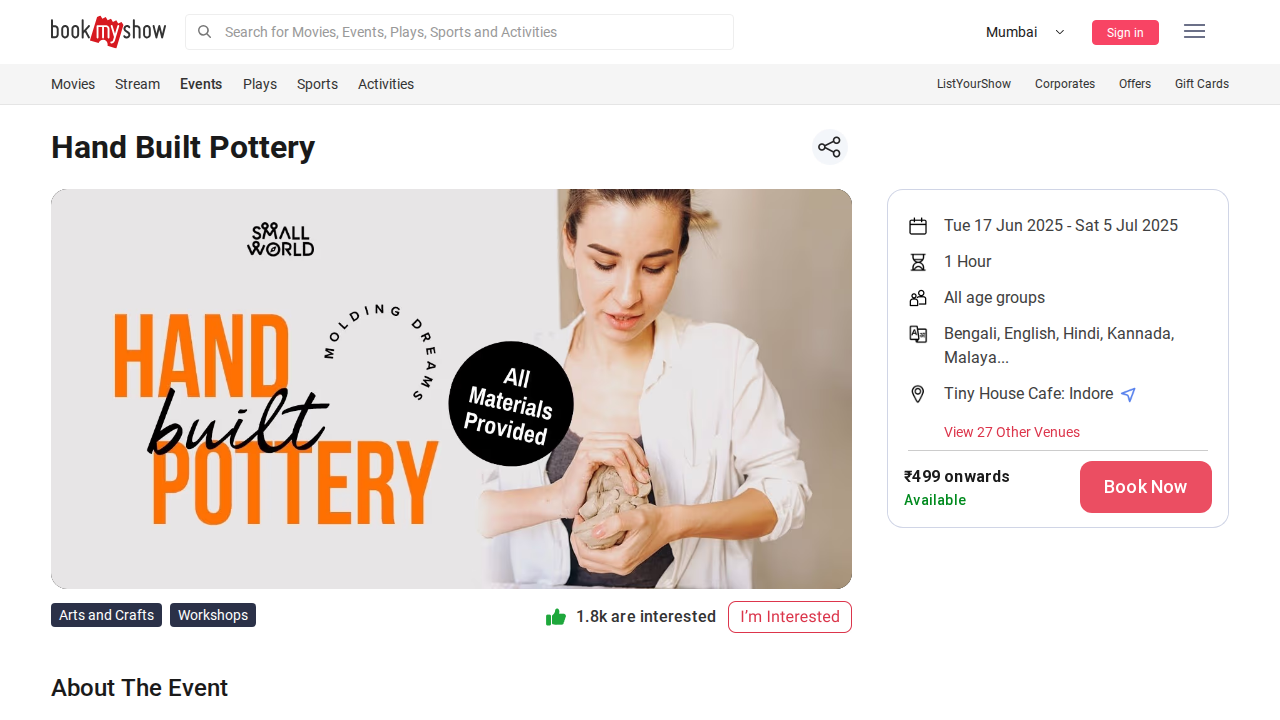 bookmyshow
Search for Movies, Events, Plays, Sports and Activities
Mumbai
Sign in
Movies
Stream
Events
Plays
Sports
Activities
ListYourShow
Corporates
Offers
Gift Cards
Hand Built Pottery
SMALL
WORLD
MOLDING DREAMS
HAND
built
POTTERY
All
Materials
Provided
Tue 17 Jun 2025 - Sat 5 Jul 2025
1 Hour
All age groups
Bengali, English, Hindi, Kannada,
Malaya...
Tiny House Cafe: Indore
View 27 Other Venues
₹499 onwards
Available
Book Now
Arts and Crafts
Workshops
1.8k are interested
I'm Interested
About The Event